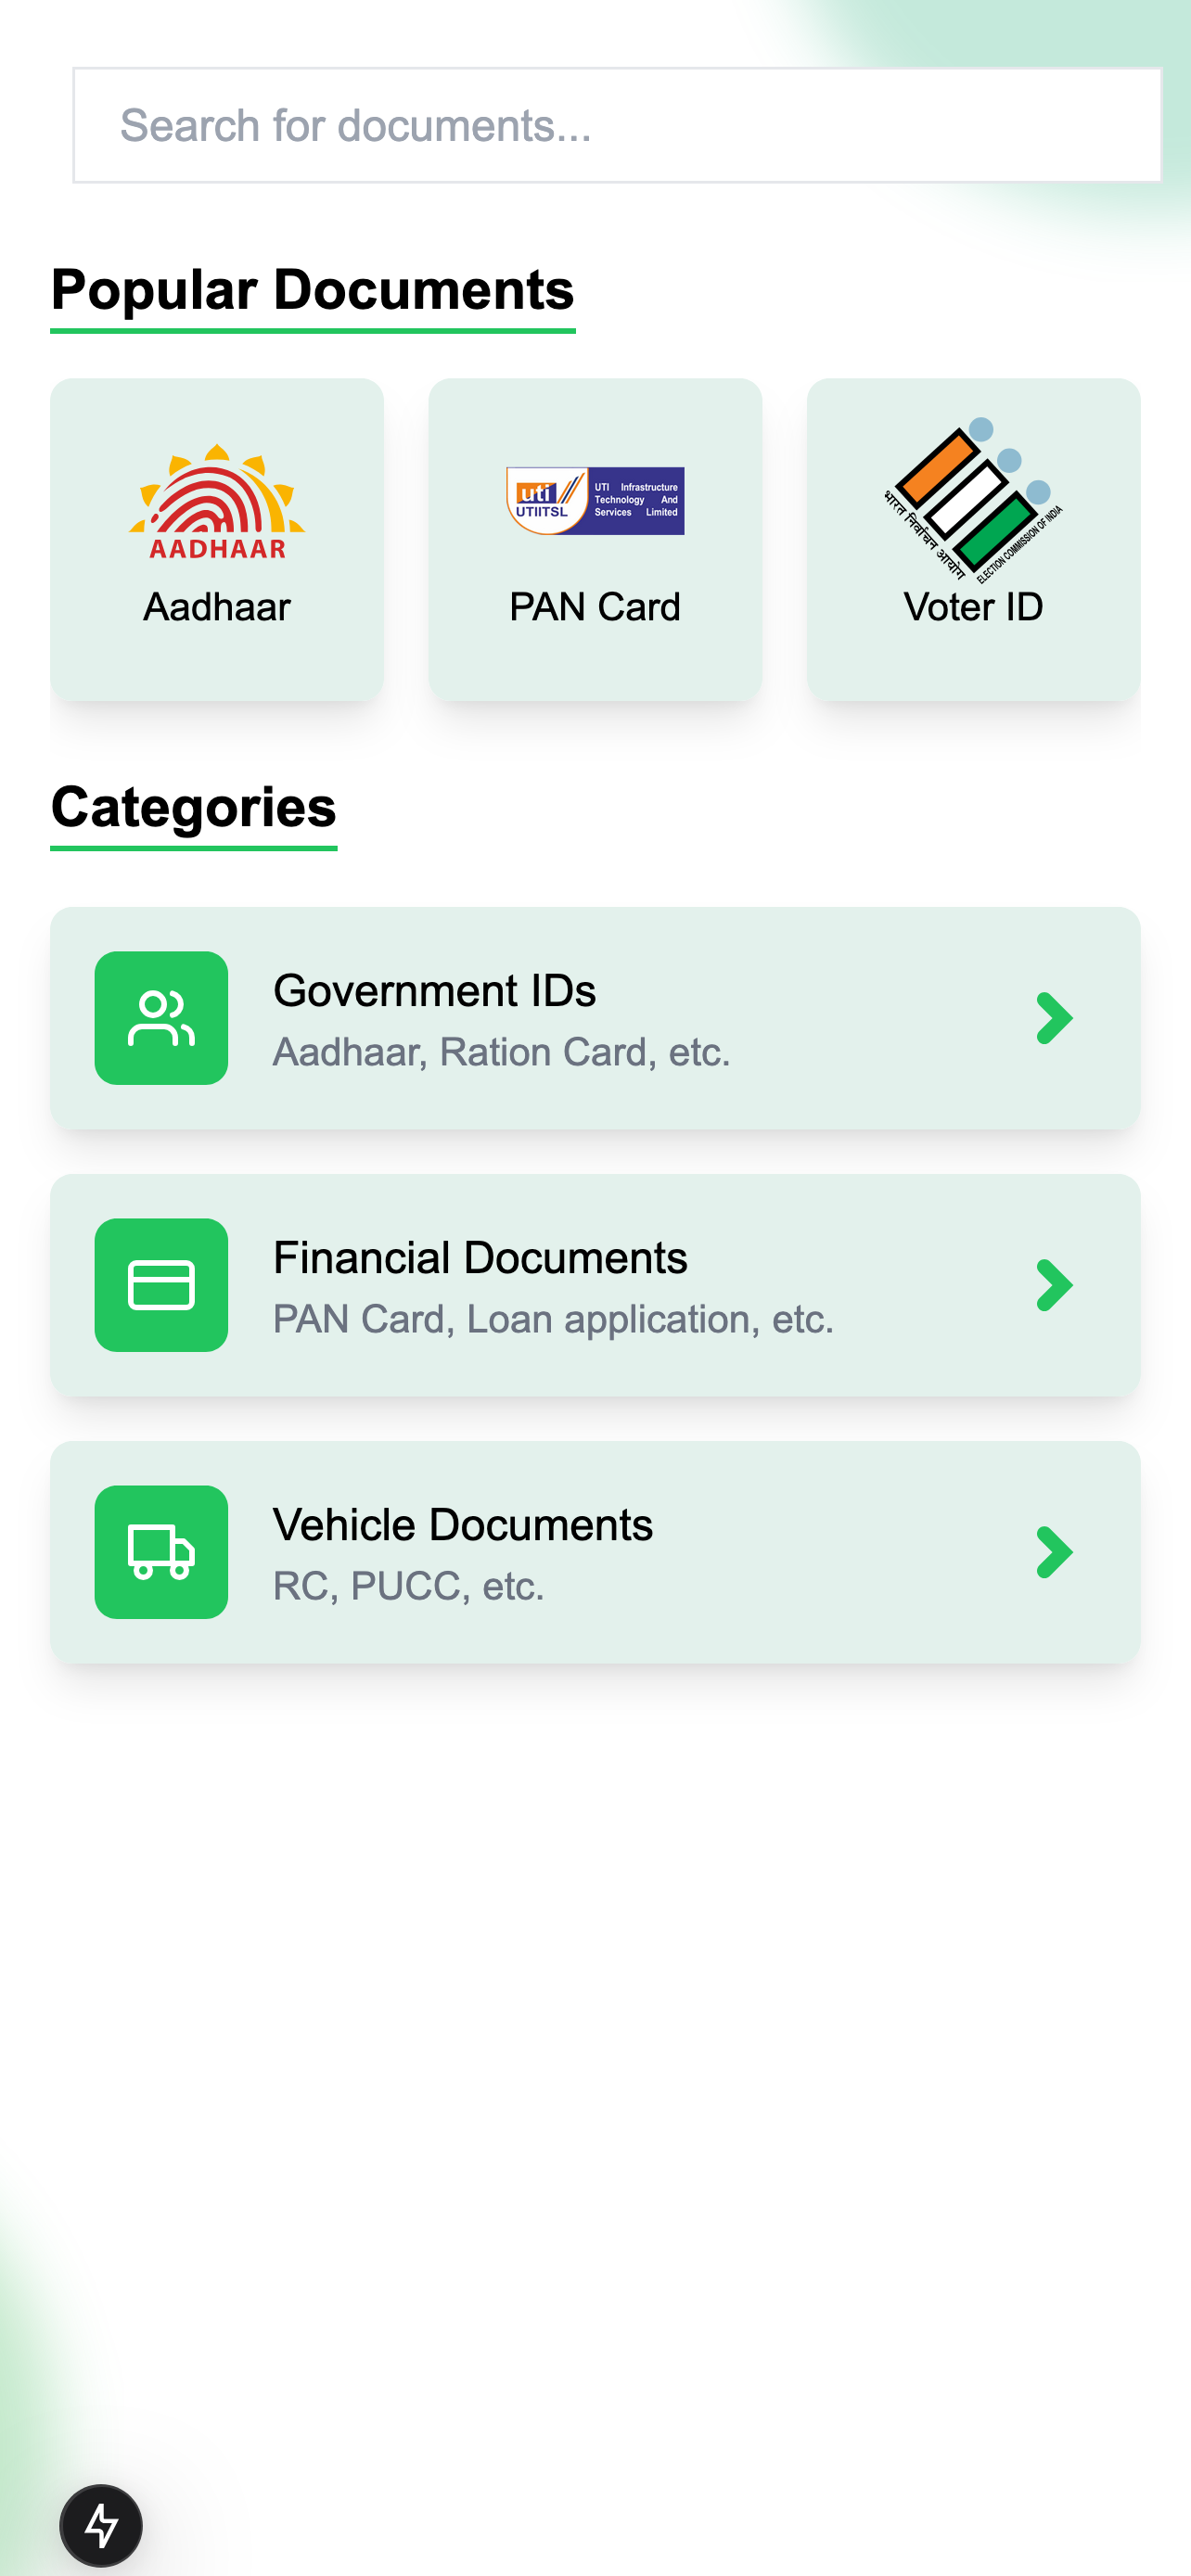 Search for documents...
Popular Documents
AADHAAR
Aadhaar
uti
UTIITSL
UTI Infrastructure
Technology And
Services Limited
PAN Card
भारत निर्वाचन आयोग
ELECTION COMMISSION OF INDIA
Voter ID
Categories
Government IDs
Aadhaar, Ration Card, etc.
Financial Documents
PAN Card, Loan application, etc.
Vehicle Documents
RC, PUCC, etc.